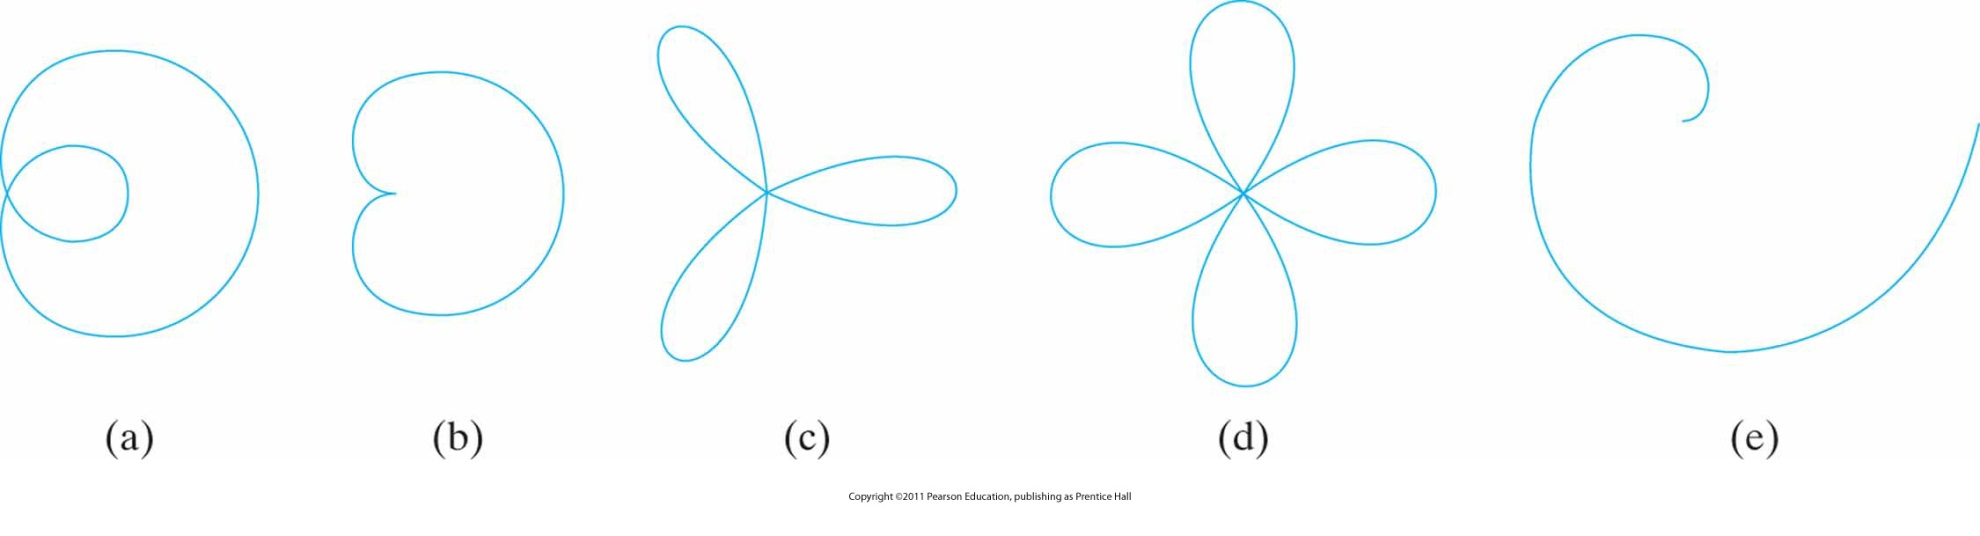 (a) (b) (c) (d) (e)
Copyright ©2011 Pearson Education, publishing as Prentice Hall